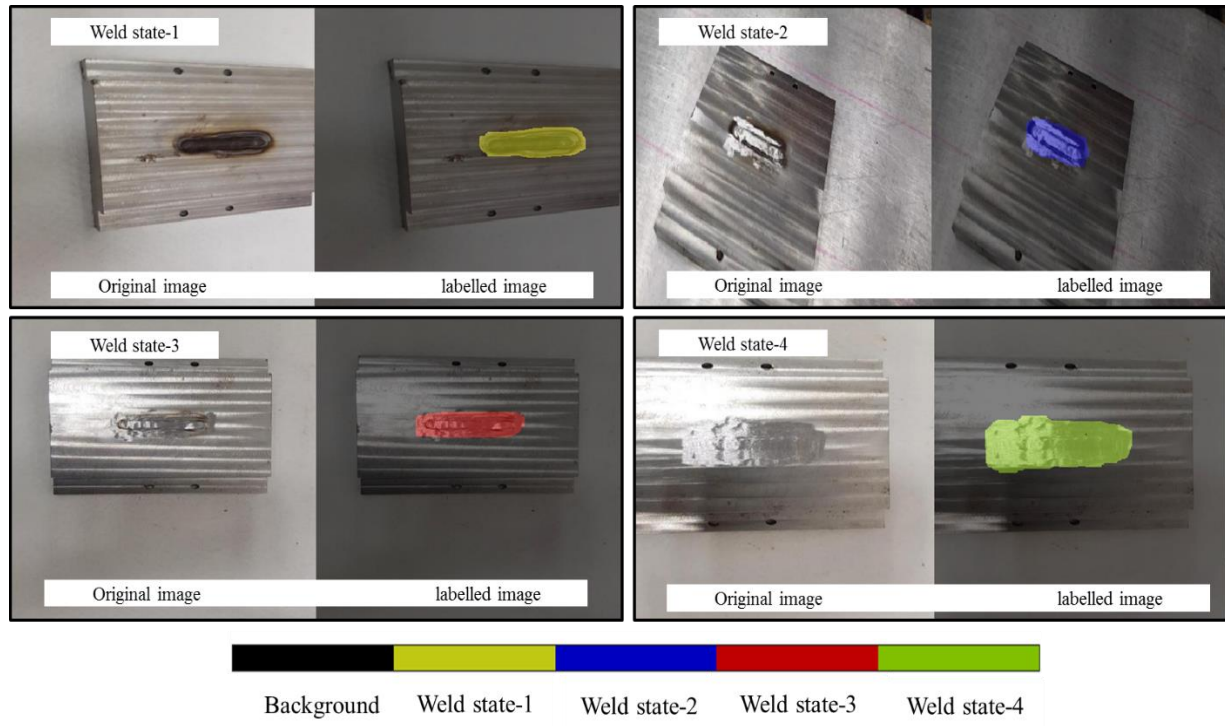 Weld state-1
Weld state-2
Original image
labelled image
Original image
labelled image
Weld state-3
Weld state-4
Original image
labelled image
Original image
labelled image
Background
Weld state-1
Weld state-2
Weld state-3
Weld state-4